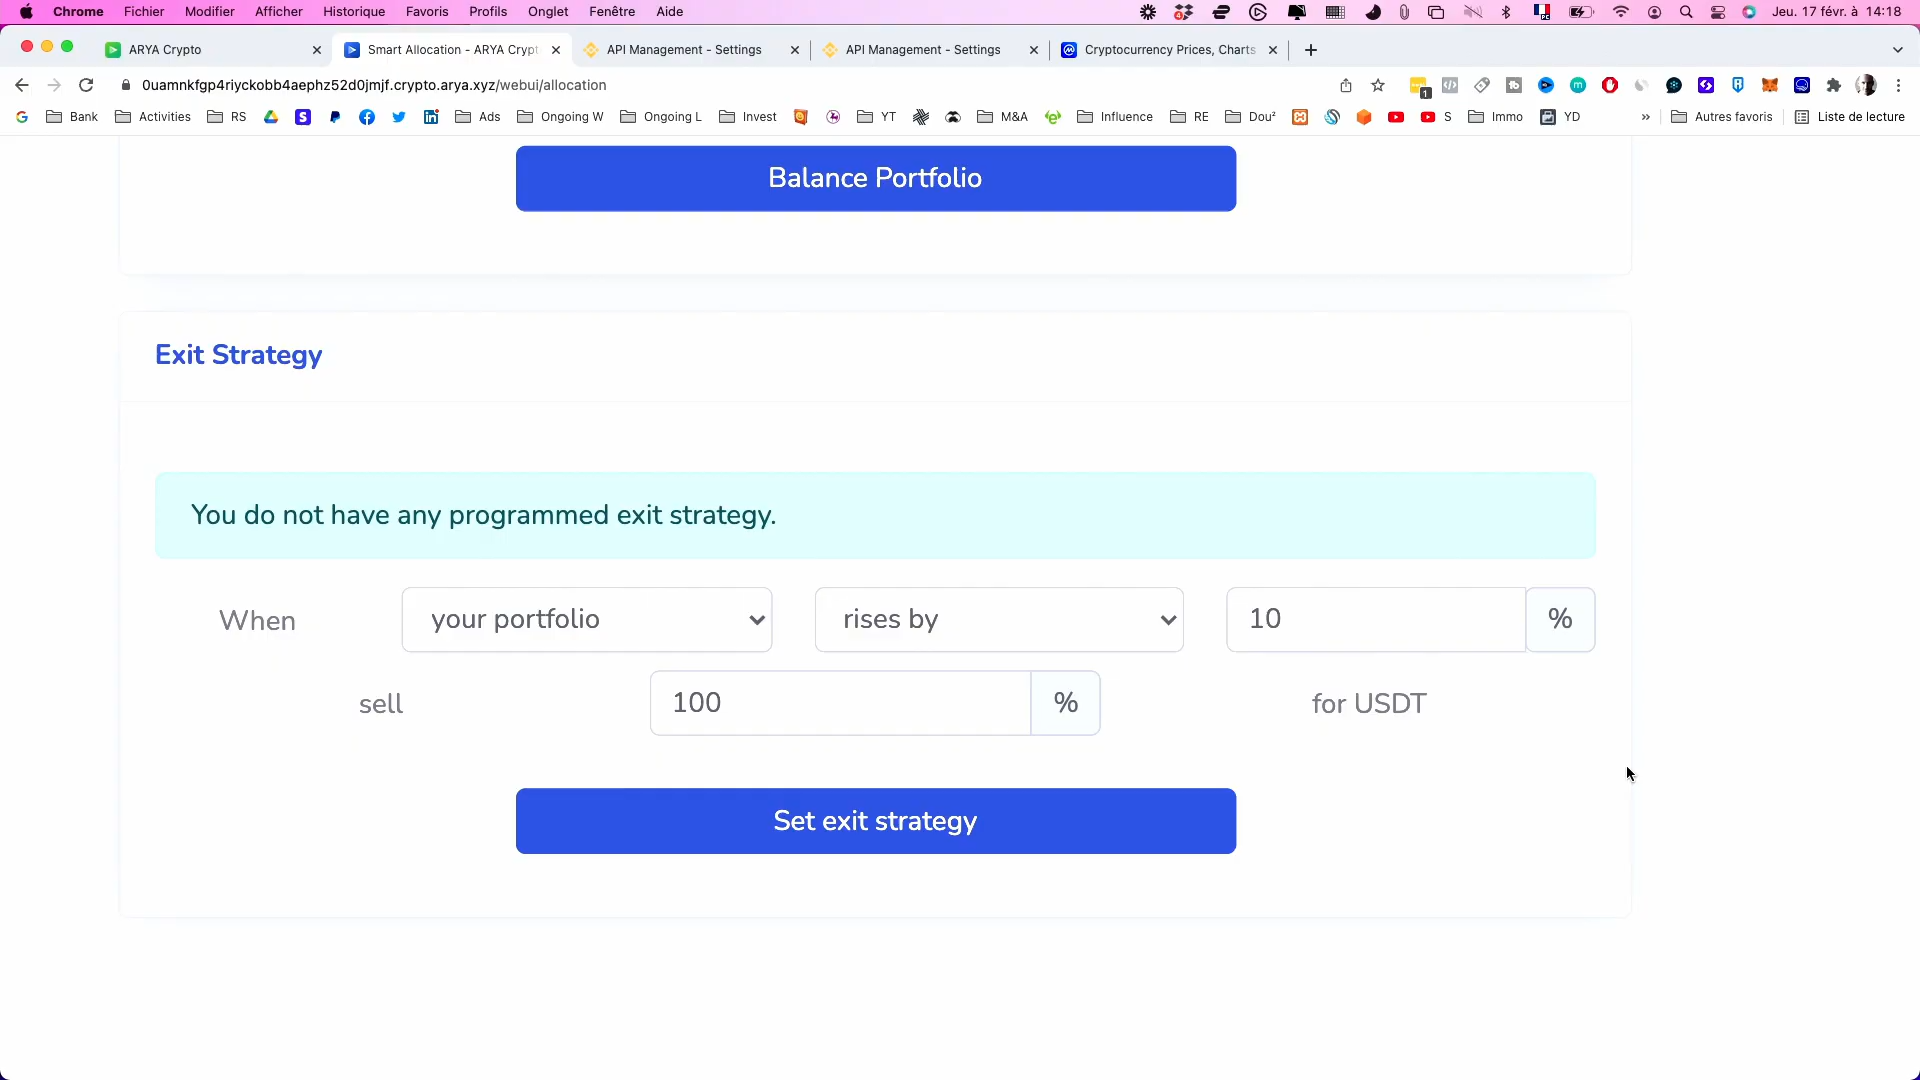 Chrome Fichier Modifier Afficher Historique Favoris Profils Onglet Fenêtre Aide Jeu. 17 févr. à 14:18
ARYA Crypto Smart Allocation - ARYA Crypt API Management - Settings API Management - Settings Cryptocurrency Prices, Charts
0uamnkfgp4riyckobb4aephz52d0jmjf.crypto.arya.xyz/webui/allocation 1
Bank Activities RS Ads Ongoing W Ongoing L Invest YT M&A Influence RE Dou² S Immo YD » Autres favoris Liste de lecture
Balance Portfolio
Exit Strategy
You do not have any programmed exit strategy.
When your portfolio rises by 10 %
sell 100 % for USDT
Set exit strategy